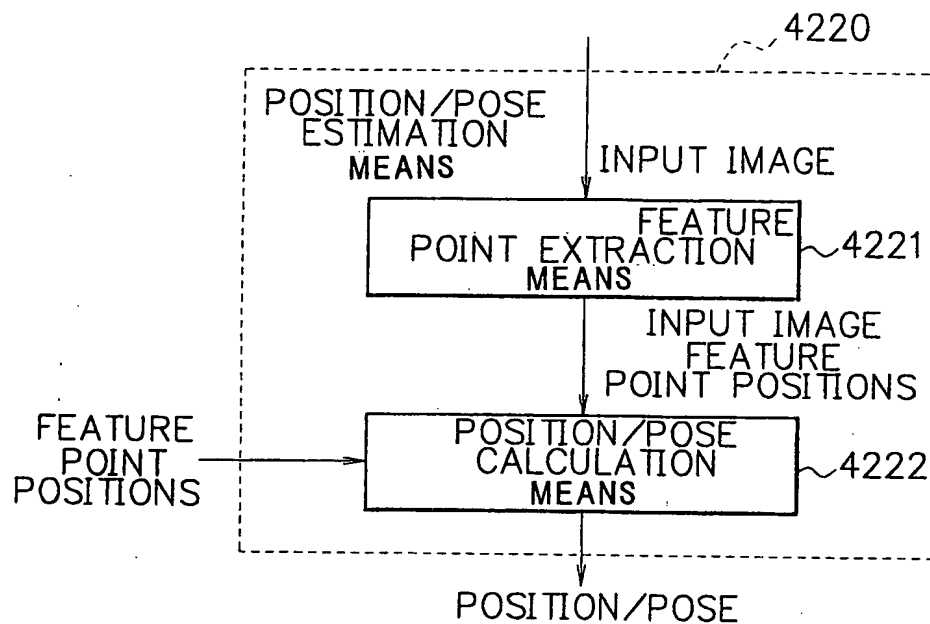 4220
POSITION/POSE
ESTIMATION
MEANS
INPUT IMAGE
FEATURE
POINT EXTRACTION
MEANS
4221
INPUT IMAGE
FEATURE
POINT POSITIONS
FEATURE
POINT
POSITIONS
POSITION/POSE
CALCULATION
MEANS
4222
POSITION/POSE